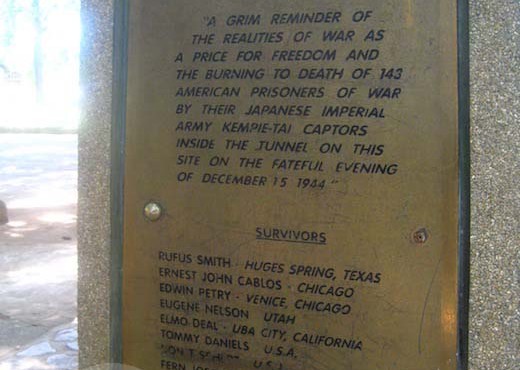 "A GRIM REMINDER OF
THE REALITIES OF WAR AS
A PRICE FOR FREEDOM AND
THE BURNING TO DEATH OF 143
AMERICAN PRISONERS OF WAR
BY THEIR JAPANESE IMPERIAL
ARMY KEMPIE-TAI CAPTORS
INSIDE THE TUNNEL ON THIS
SITE ON THE FATEFUL EVENING
OF DECEMBER 15 1944"
SURVIVORS
RUFUS SMITH - HUGES SPRING, TEXAS
ERNEST JOHN CABLOS - CHICAGO
EDWIN PETRY - VENICE, CHICAGO
EUGENE NELSON UTAH
ELMO DEAL - UBA CITY, CALIFORNIA
TOMMY DANIELS U.S.A.
FERN